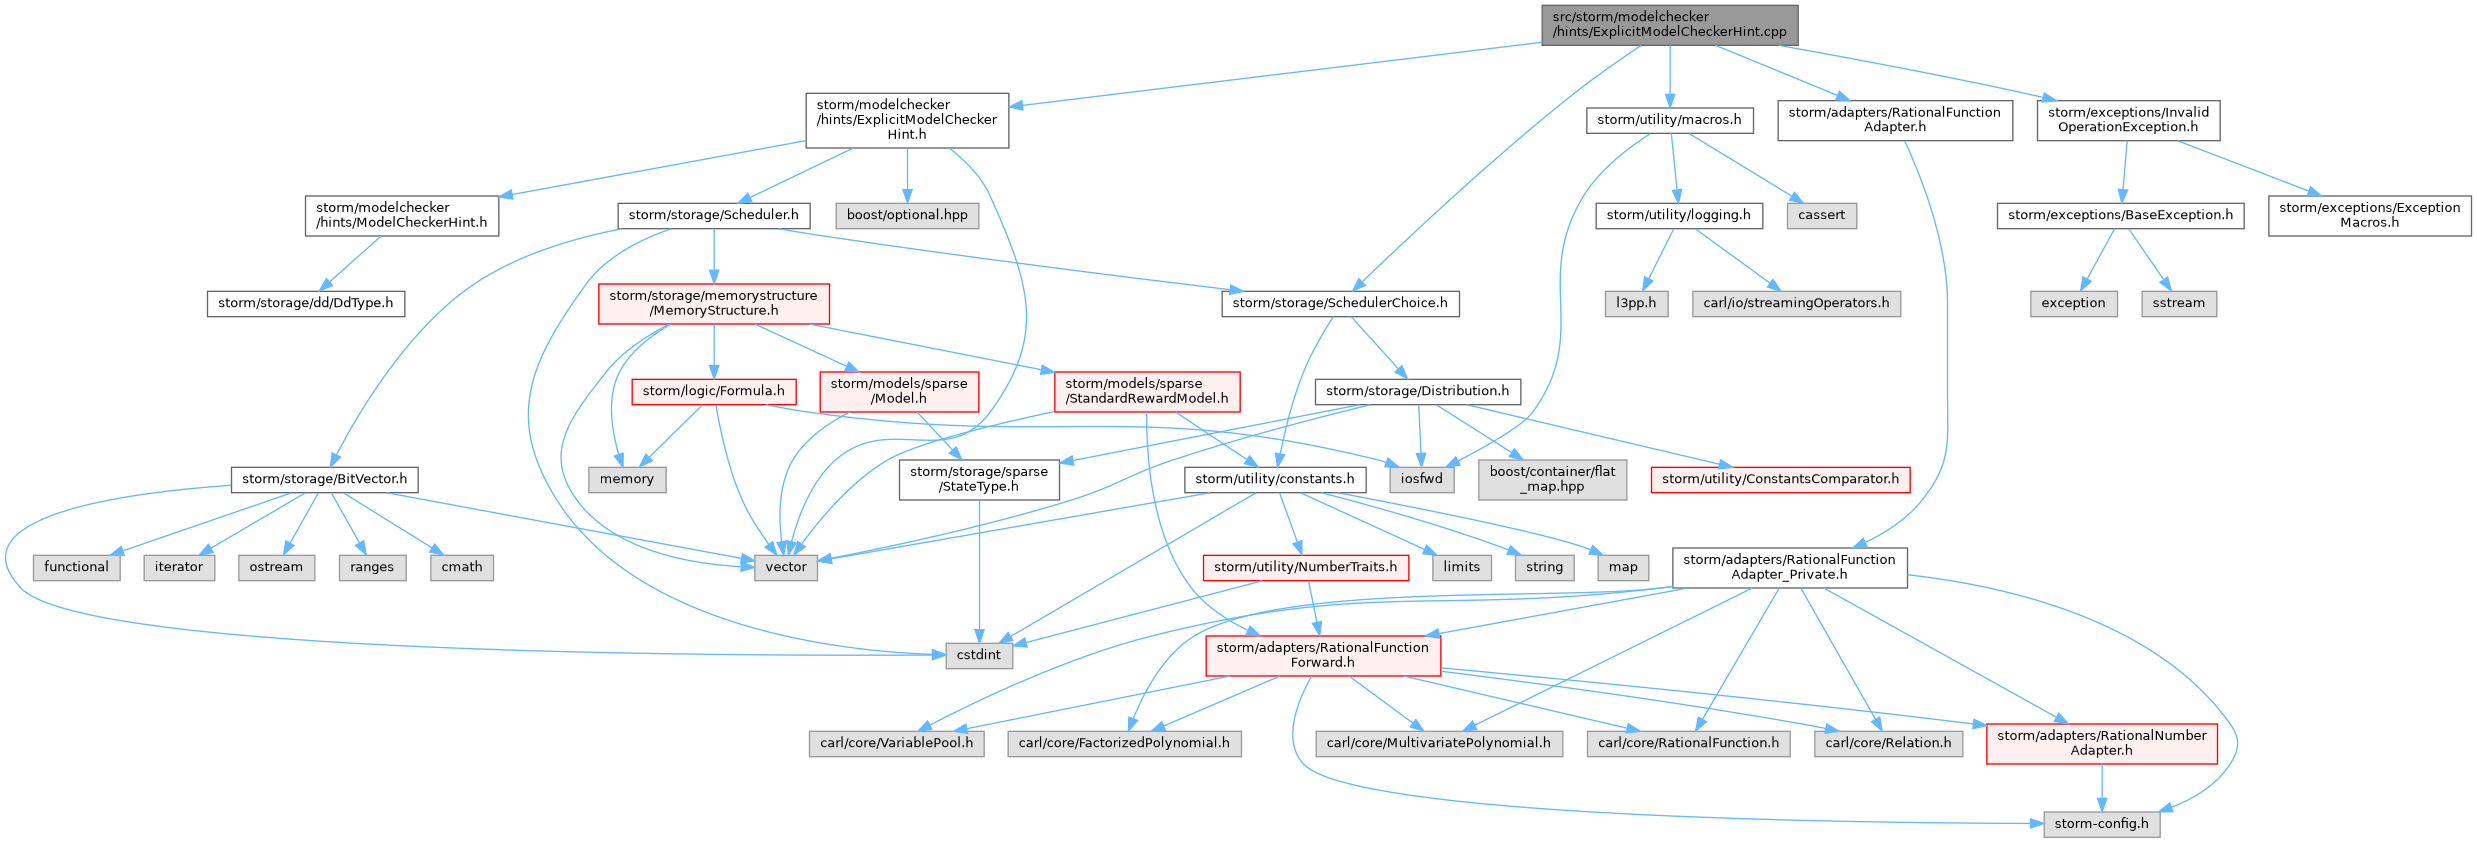 src/storm/modelchecker
/hints/ExplicitModelCheckerHint.cpp
storm/modelchecker
/hints/ExplicitModelChecker
Hint.h
storm/utility/macros.h
storm/adapters/RationalFunction
Adapter.h
storm/exceptions/Invalid
OperationException.h
storm/modelchecker
/hints/ModelCheckerHint.h
storm/storage/Scheduler.h
boost/optional.hpp
storm/utility/logging.h
cassert
storm/exceptions/BaseException.h
storm/exceptions/Exception
Macros.h
storm/storage/dd/DdType.h
storm/storage/memorystructure
/MemoryStructure.h
storm/storage/SchedulerChoice.h
l3pp.h
carl/io/streamingOperators.h
exception
sstream
storm/logic/Formula.h
storm/models/sparse
/Model.h
storm/models/sparse
/StandardRewardModel.h
storm/storage/Distribution.h
storm/storage/BitVector.h
memory
storm/storage/sparse
/StateType.h
storm/utility/constants.h
iosfwd
boost/container/flat
_map.hpp
storm/utility/ConstantsComparator.h
functional
iterator
ostream
ranges
cmath
vector
storm/utility/NumberTraits.h
limits
string
map
storm/adapters/RationalFunction
Adapter_Private.h
cstdint
storm/adapters/RationalFunction
Forward.h
carl/core/VariablePool.h
carl/core/FactorizedPolynomial.h
carl/core/MultivariatePolynomial.h
carl/core/RationalFunction.h
carl/core/Relation.h
storm/adapters/RationalNumber
Adapter.h
storm-config.h